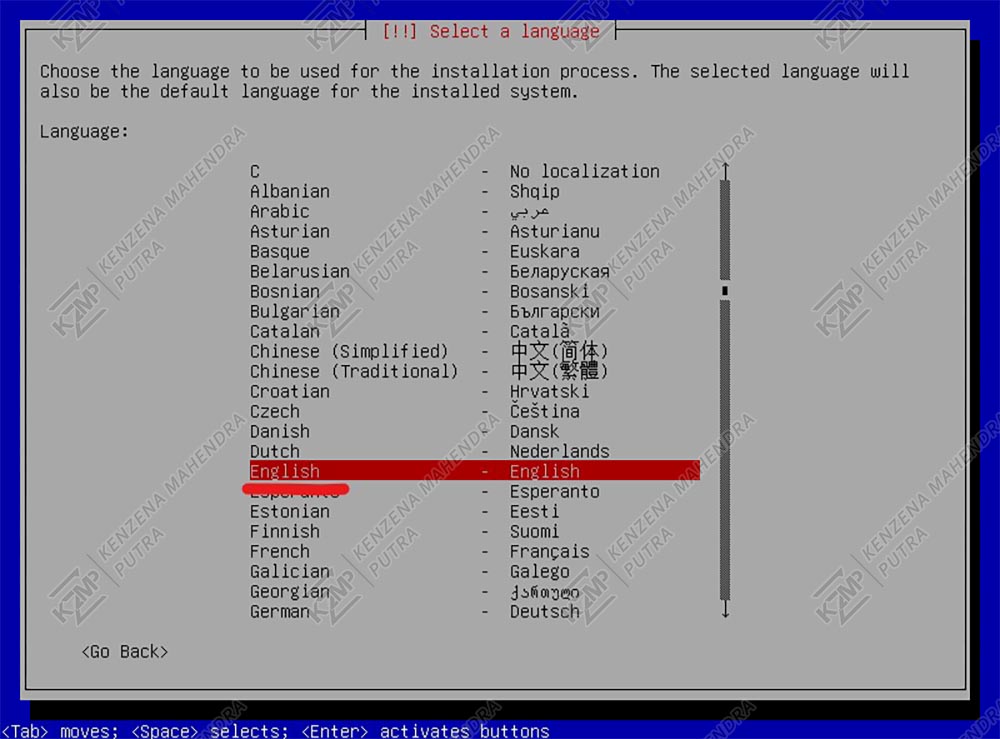 [!!] Select a language
Choose the language to be used for the installation process. The selected language will
also be the default language for the installed system.
Language:
C - No localization
Albanian - Shqip
Arabic - عربي
Asturian - Asturianu
Basque - Euskara
Belarusian - Беларуская
Bosnian - Bosanski
Bulgarian - Български
Catalan - Català
Chinese (Simplified) - 中文(简体)
Chinese (Traditional) - 中文(繁體)
Croatian - Hrvatski
Czech - Čeština
Danish - Dansk
Dutch - Nederlands
English - English
Esperanto - Esperanto
Estonian - Eesti
Finnish - Suomi
French - Français
Galician - Galego
Georgian - ქართული
German - Deutsch
<Go Back>
<Tab> moves; <Space> selects; <Enter> activates buttons
KZMP KENZENA MAHENDRA
PUTRA